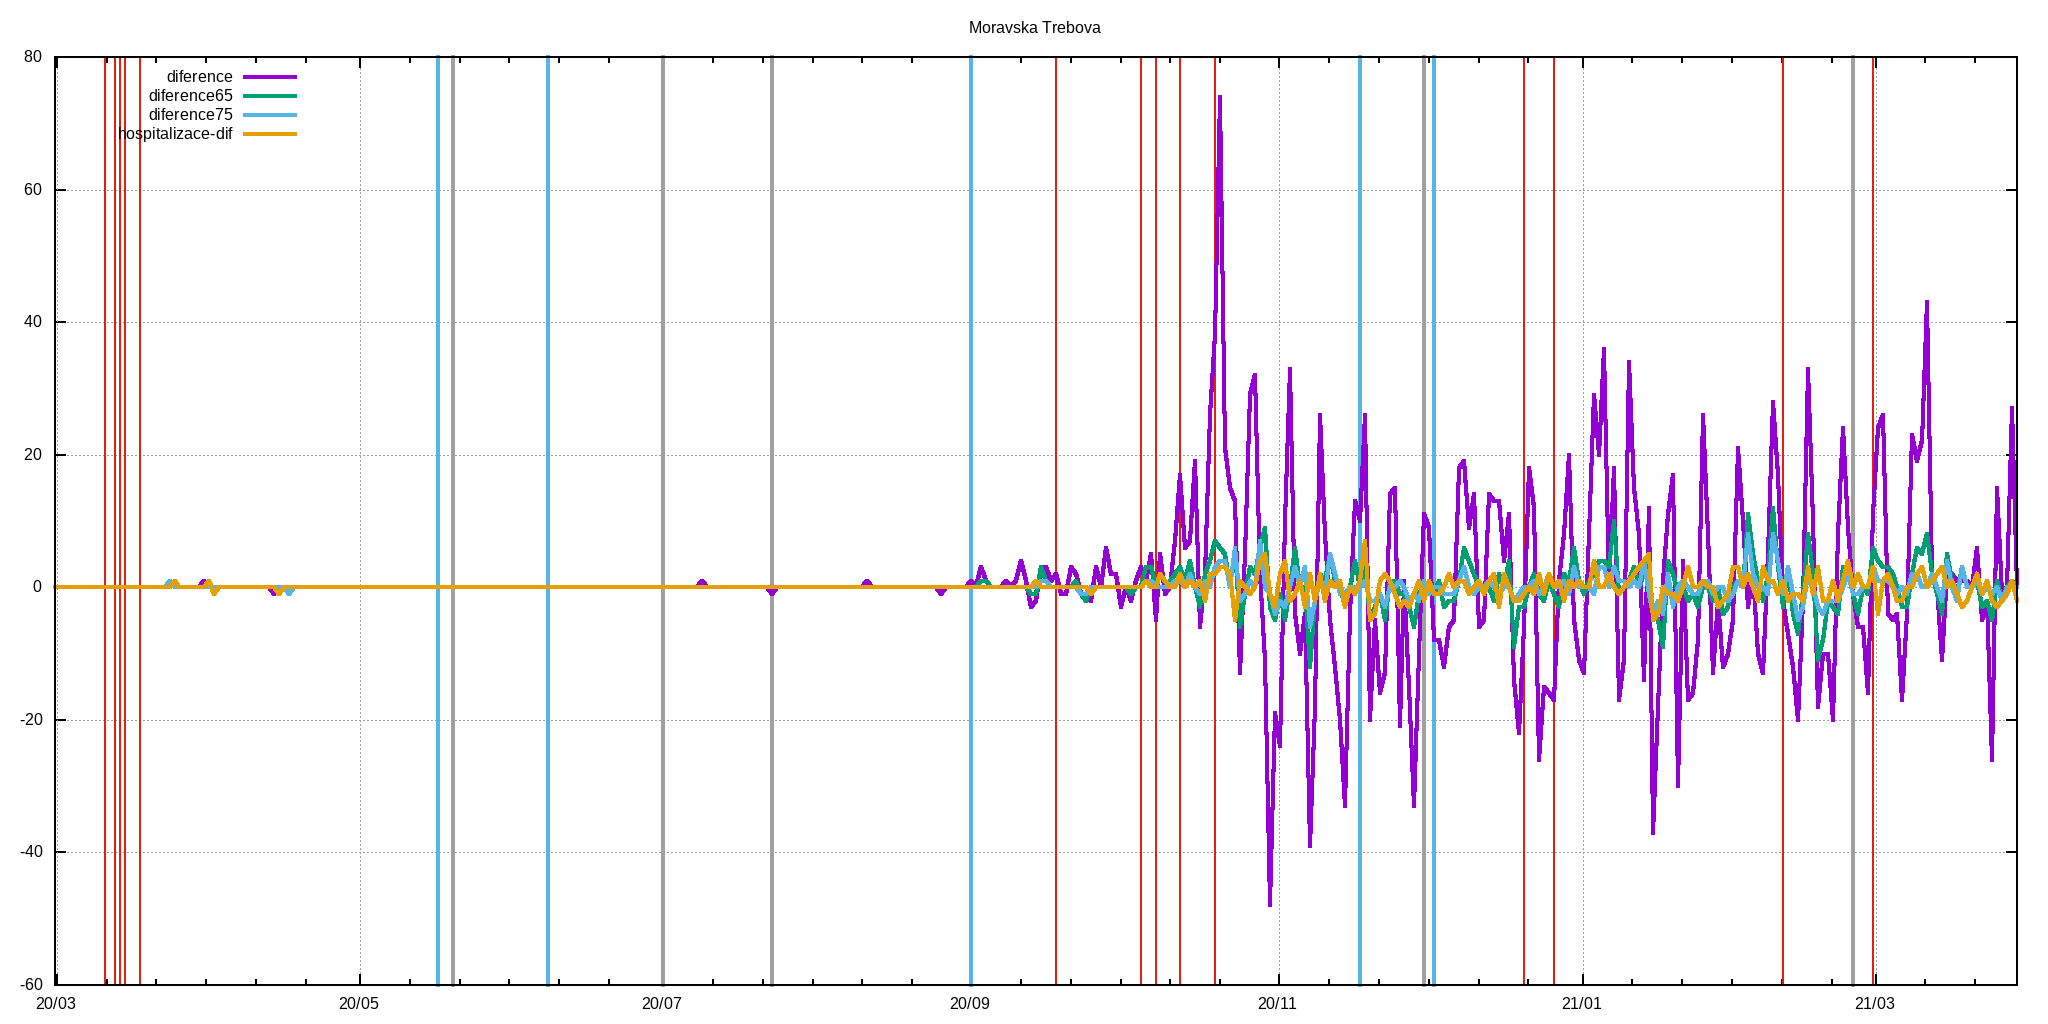 Moravska Trebova
80
60
40
20
0
-20
-40
-60
diference
diference65
diference75
hospitalizace-dif
20/03 20/05 20/07 20/09 20/11 21/01 21/03